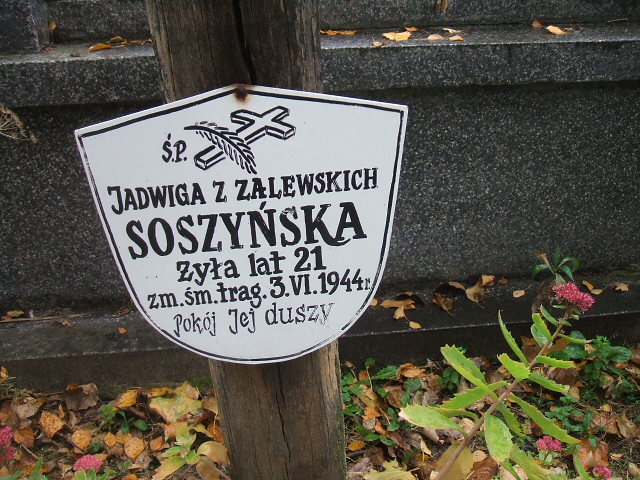 Ś.P.
JADWIGA Z ZALEWSKICH
SOSZYŃSKA
żyła lat 21
zm. śm. trag. 3.VI.1944r.
Pokój Jej duszy